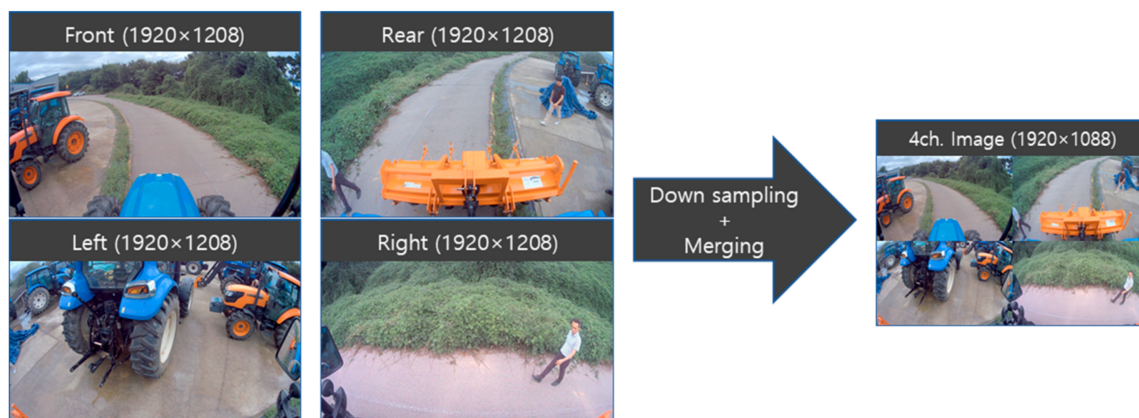 Front (1920×1208)
Rear (1920×1208)
Left (1920×1208)
Right (1920×1208)
Down sampling
+
Merging
4ch. Image (1920×1088)